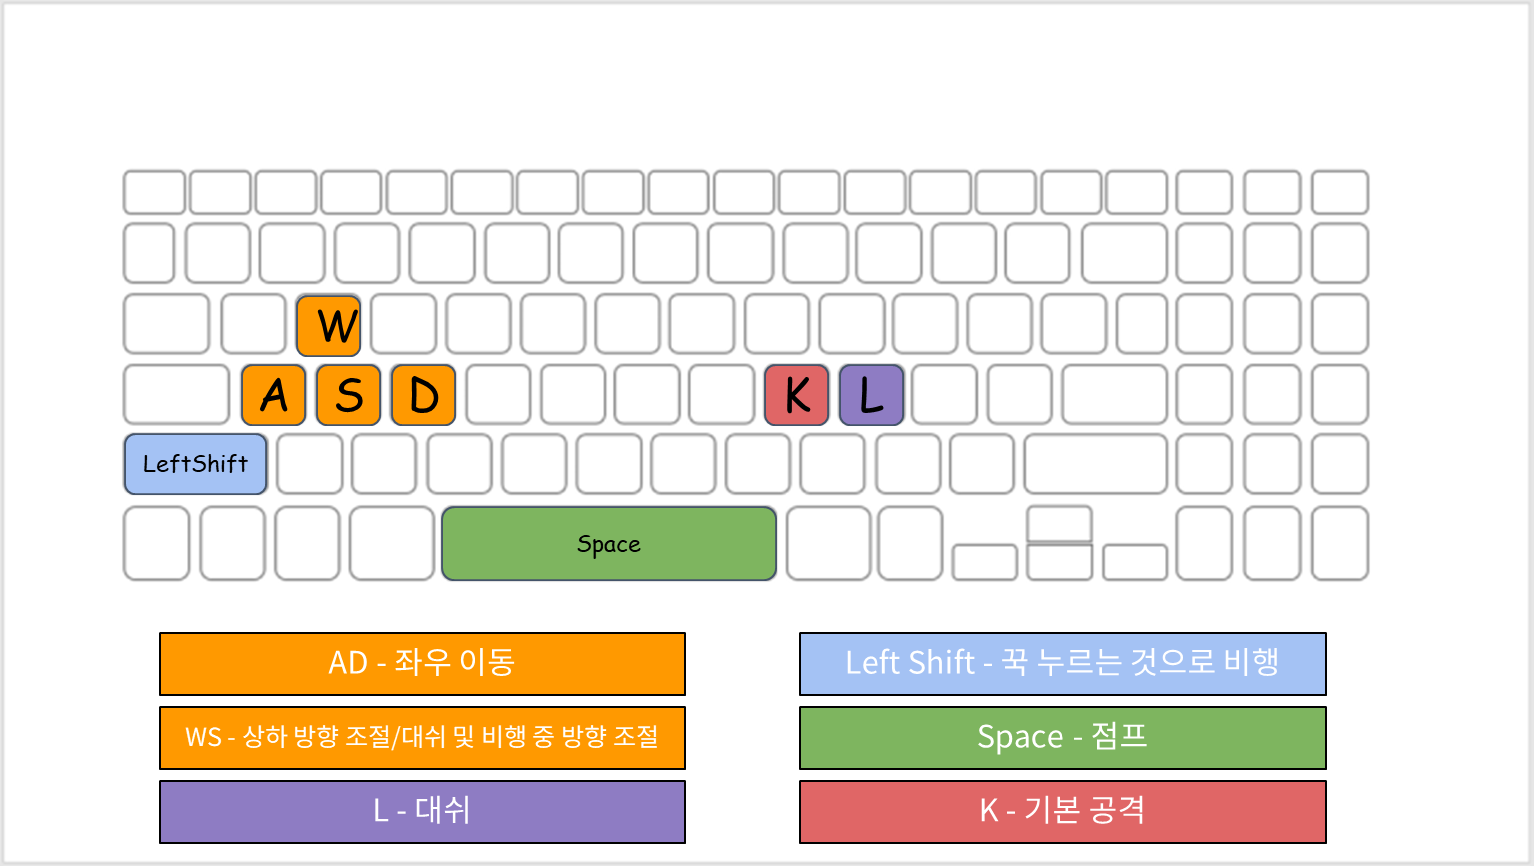 W
A S D K L
LeftShift
Space
AD - 좌우 이동
Left Shift - 꾹 누르는 것으로 비행
WS - 상하 방향 조절/대쉬 및 비행 중 방향 조절
Space - 점프
L - 대쉬
K - 기본 공격